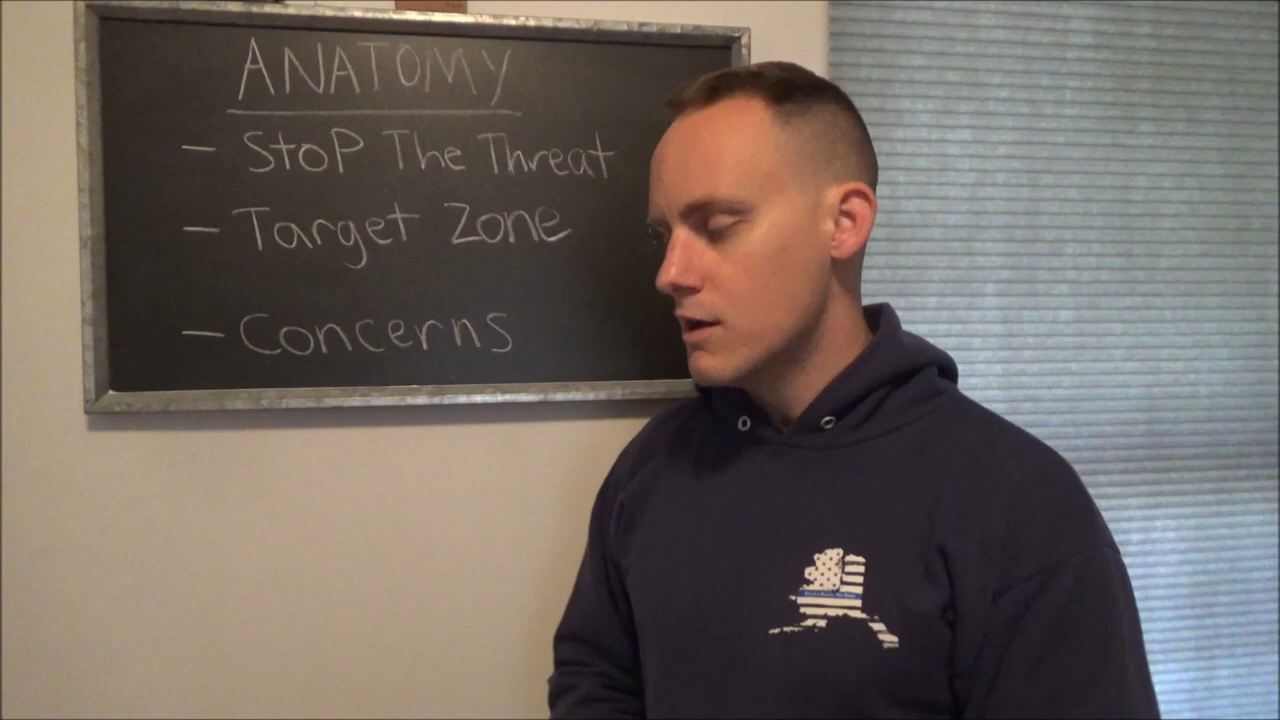 ANATOMY
- Stop The Threat
- Target Zone
- Concerns